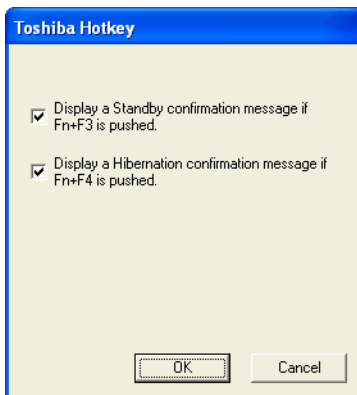 Toshiba Hotkey
Display a Standby confirmation message if
Fn+F3 is pushed.
Display a Hibernation confirmation message if
Fn+F4 is pushed.
OK
Cancel